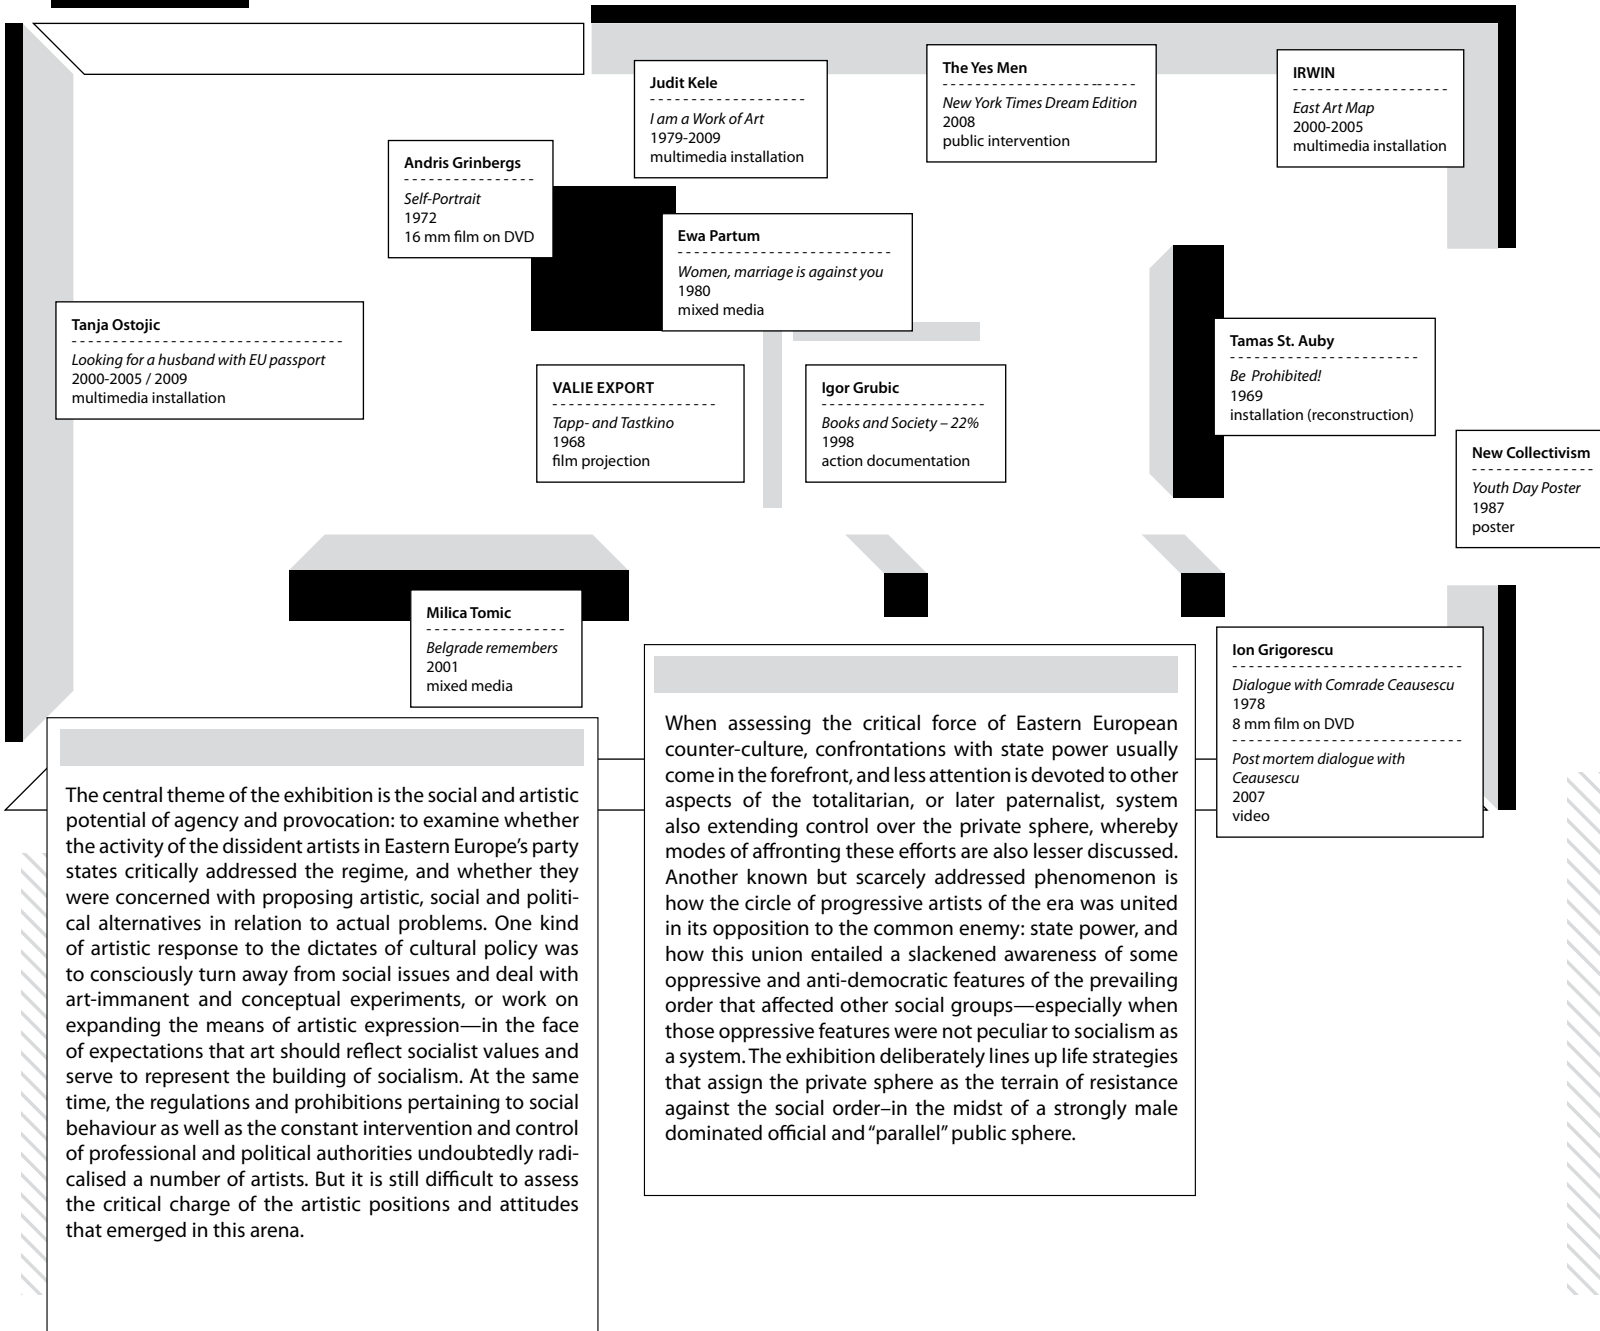 Judit Kele
I am a Work of Art
1979-2009
multimedia installation
The Yes Men
New York Times Dream Edition
2008
public intervention
IRWIN
East Art Map
2000-2005
multimedia installation
Andris Grinbergs
Self-Portrait
1972
16 mm film on DVD
Ewa Partum
Women, marriage is against you
1980
mixed media
Tanja Ostojic
Looking for a husband with EU passport
2000-2005 / 2009
multimedia installation
VALIE EXPORT
Tapp- and Tastkino
1968
film projection
Igor Grubic
Books and Society – 22%
1998
action documentation
Tamas St. Auby
Be Prohibited!
1969
installation (reconstruction)
New Collectivism
Youth Day Poster
1987
poster
Milica Tomic
Belgrade remembers
2001
mixed media
Ion Grigorescu
Dialogue with Comrade Ceausescu
1978
8 mm film on DVD
Post mortem dialogue with
Ceausescu
2007
video
The central theme of the exhibition is the social and artistic
potential of agency and provocation: to examine whether
the activity of the dissident artists in Eastern Europe’s party
states critically addressed the regime, and whether they
were concerned with proposing artistic, social and politi-
cal alternatives in relation to actual problems. One kind
of artistic response to the dictates of cultural policy was
to consciously turn away from social issues and deal with
art-immanent and conceptual experiments, or work on
expanding the means of artistic expression—in the face
of expectations that art should reflect socialist values and
serve to represent the building of socialism. At the same
time, the regulations and prohibitions pertaining to social
behaviour as well as the constant intervention and control
of professional and political authorities undoubtedly radi-
calised a number of artists. But it is still difficult to assess
the critical charge of the artistic positions and attitudes
that emerged in this arena.
When assessing the critical force of Eastern European
counter-culture, confrontations with state power usually
come in the forefront, and less attention is devoted to other
aspects of the totalitarian, or later paternalist, system
also extending control over the private sphere, whereby
modes of affronting these efforts are also lesser discussed.
Another known but scarcely addressed phenomenon is
how the circle of progressive artists of the era was united
in its opposition to the common enemy: state power, and
how this union entailed a slackened awareness of some
oppressive and anti-democratic features of the prevailing
order that affected other social groups—especially when
those oppressive features were not peculiar to socialism as
a system. The exhibition deliberately lines up life strategies
that assign the private sphere as the terrain of resistance
against the social order–in the midst of a strongly male
dominated official and “parallel” public sphere.